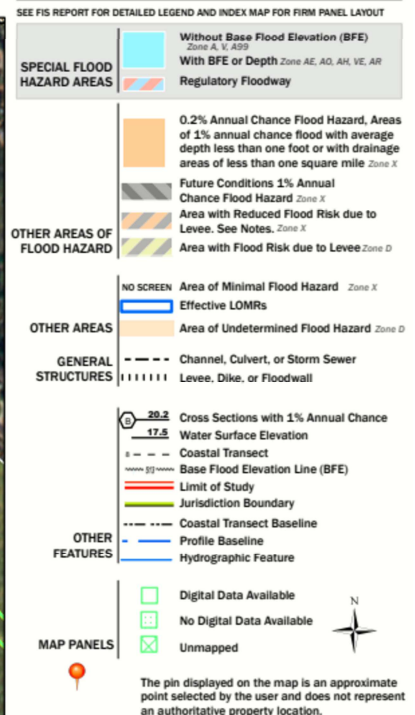 SEE FIS REPORT FOR DETAILED LEGEND AND INDEX MAP FOR FIRM PANEL LAYOUT
SPECIAL FLOOD
HAZARD AREAS
Without Base Flood Elevation (BFE)
Zone A, V, A99
With BFE or Depth Zone AE, AO, AH, VE, AR
Regulatory Floodway
OTHER AREAS OF
FLOOD HAZARD
0.2% Annual Chance Flood Hazard, Areas
of 1% annual chance flood with average
depth less than one foot or with drainage
areas of less than one square mile Zone X
Future Conditions 1% Annual
Chance Flood Hazard Zone X
Area with Reduced Flood Risk due to
Levee. See Notes. Zone X
Area with Flood Risk due to Levee Zone D
OTHER AREAS
NO SCREEN Area of Minimal Flood Hazard Zone X
Effective LOMRs
Area of Undetermined Flood Hazard Zone D
GENERAL
STRUCTURES
Channel, Culvert, or Storm Sewer
Levee, Dike, or Floodwall
OTHER
FEATURES
B 20.2 Cross Sections with 1% Annual Chance
17.5 Water Surface Elevation
8 Coastal Transect
513 Base Flood Elevation Line (BFE)
Limit of Study
Jurisdiction Boundary
Coastal Transect Baseline
Profile Baseline
Hydrographic Feature
MAP PANELS
Digital Data Available
No Digital Data Available
Unmapped
N
The pin displayed on the map is an approximate
point selected by the user and does not represent
an authoritative property location.